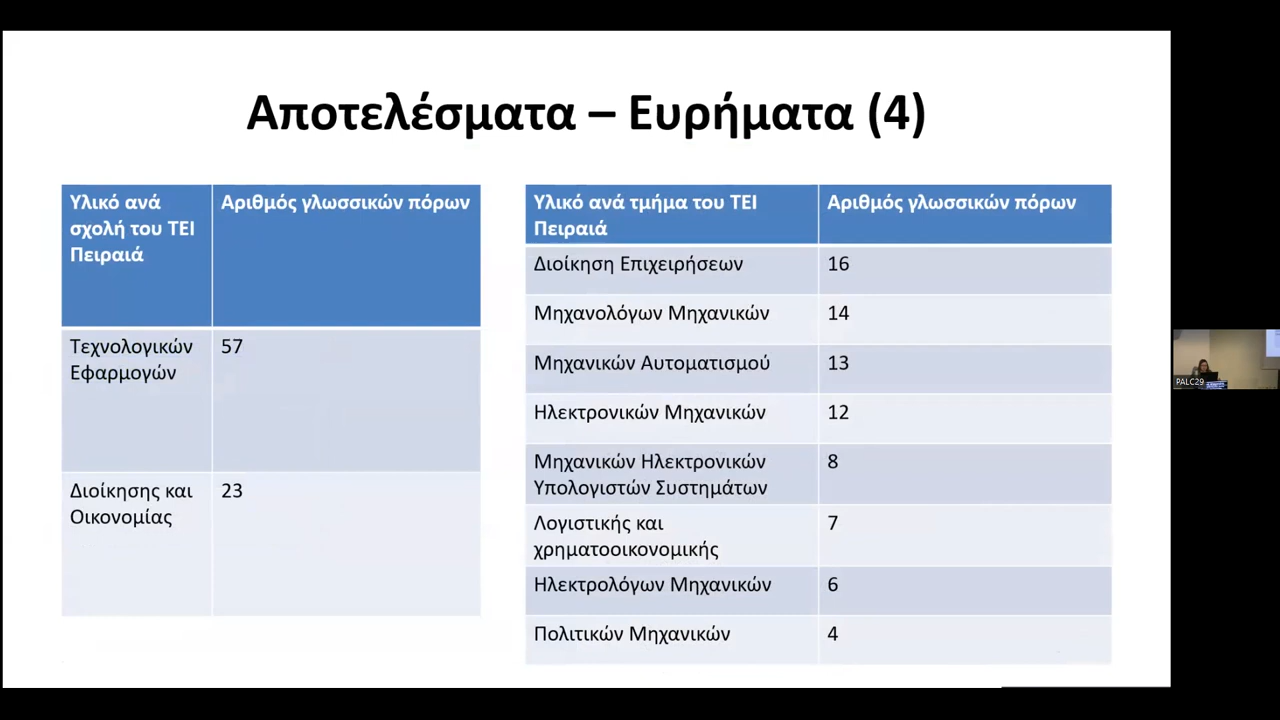 Αποτελέσματα – Ευρήματα (4)
Υλικό ανά
σχολή του ΤΕΙ
Πειραιά
Αριθμός γλωσσικών πόρων
Τεχνολογικών
Εφαρμογών
57
Διοίκησης και
Οικονομίας
23
Υλικό ανά τμήμα του ΤΕΙ
Πειραιά
Αριθμός γλωσσικών πόρων
Διοίκηση Επιχειρήσεων
16
Μηχανολόγων Μηχανικών
14
Μηχανικών Αυτοματισμού
13
Ηλεκτρονικών Μηχανικών
12
Μηχανικών Ηλεκτρονικών
Υπολογιστών Συστημάτων
8
Λογιστικής και
χρηματοοικονομικής
7
Ηλεκτρολόγων Μηχανικών
6
Πολιτικών Μηχανικών
4
PALC29